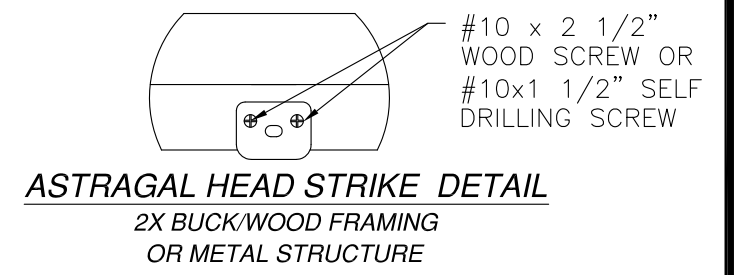 #10 x 2 1/2"
WOOD SCREW OR
#10x1 1/2" SELF
DRILLING SCREW
ASTRAGAL HEAD STRIKE DETAIL
2X BUCK/WOOD FRAMING
OR METAL STRUCTURE